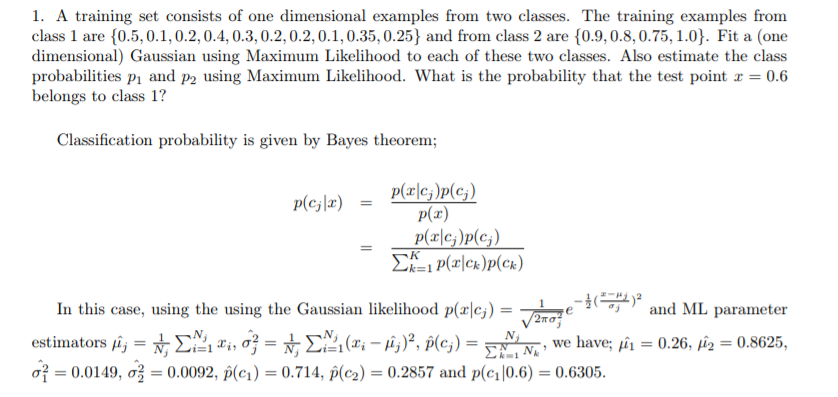 1. A training set consists of one dimensional examples from two classes. The training examples from
class 1 are {0.5, 0.1, 0.2, 0.4, 0.3, 0.2, 0.2, 0.1, 0.35, 0.25} and from class 2 are {0.9, 0.8, 0.75, 1.0}. Fit a (one
dimensional) Gaussian using Maximum Likelihood to each of these two classes. Also estimate the class
probabilities p₁ and p₂ using Maximum Likelihood. What is the probability that the test point x = 0.6
belongs to class 1?
Classification probability is given by Bayes theorem;
p(c_j|x) = \frac{p(x|c_j)p(c_j)}{p(x)}
= \frac{p(x|c_j)p(c_j)}{\sum_{k=1}^{K} p(x|c_k)p(c_k)}
In this case, using the using the Gaussian likelihood p(x|c_j) = \frac{1}{\sqrt{2\pi\sigma_j^2}} e^{-\frac{1}{2}(\frac{x-\mu_j}{\sigma_j})^2} and ML parameter
estimators \hat{\mu}_j = \frac{1}{N_j} \sum_{i=1}^{N_j} x_i, \hat{\sigma_j^2} = \frac{1}{N_j} \sum_{i=1}^{N_j} (x_i - \hat{\mu}_j)^2, \hat{p}(c_j) = \frac{N_j}{\sum_{k=1}^{N} N_k}, we have; \hat{\mu_1} = 0.26, \hat{\mu_2} = 0.8625,
\hat{\sigma_1^2} = 0.0149, \hat{\sigma_2^2} = 0.0092, \hat{p}(c_1) = 0.714, \hat{p}(c_2) = 0.2857 and p(c_1|0.6) = 0.6305.